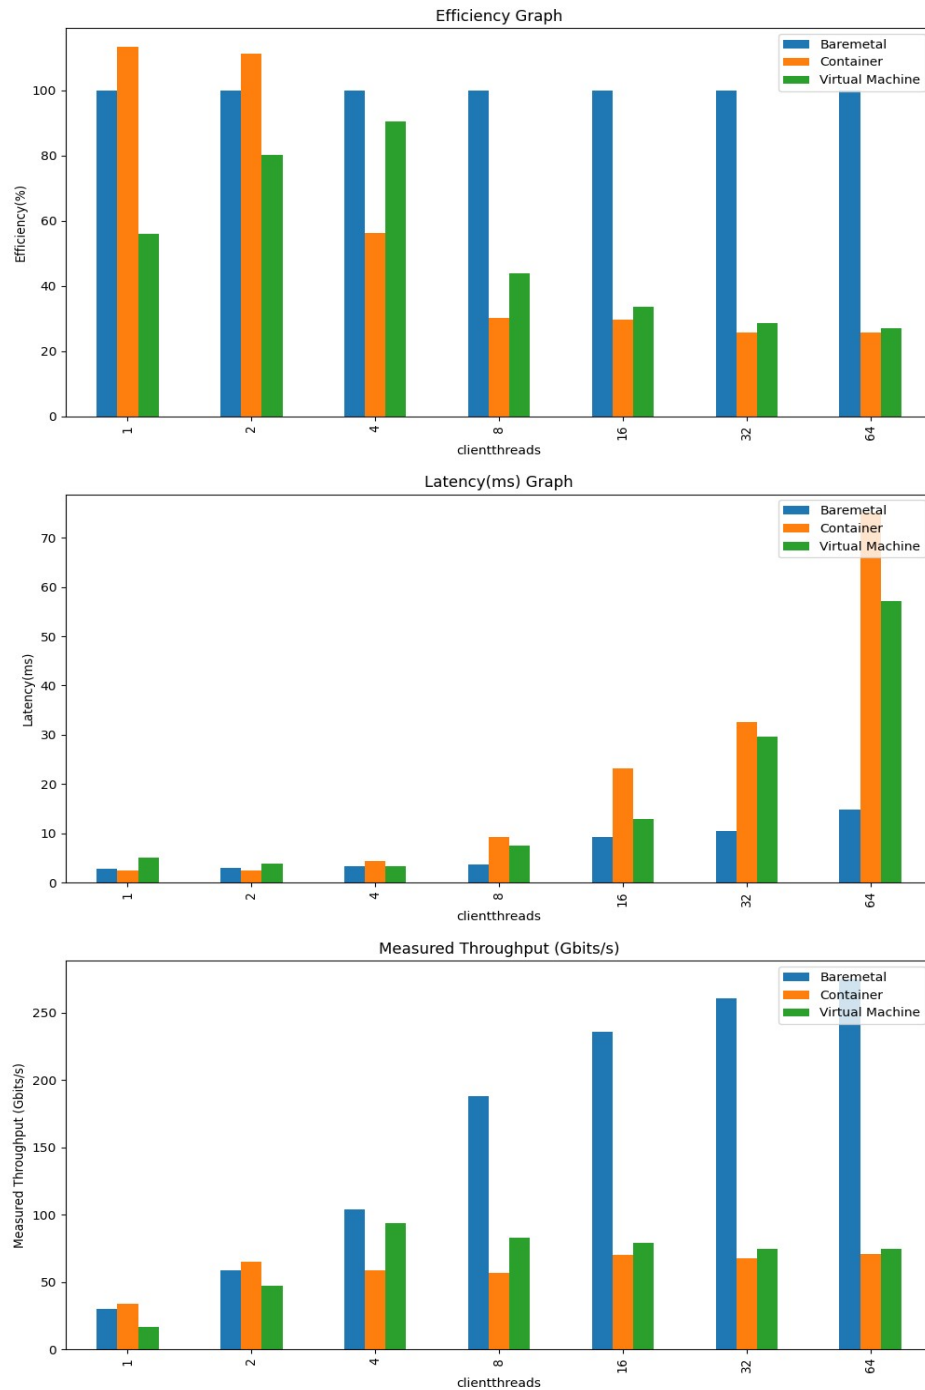 Efficiency Graph
Baremetal
Container
Virtual Machine
Efficiency(%)
100
80
60
40
20
0
1 2 4 8 16 32 64
clientthreads
Latency(ms) Graph
Baremetal
Container
Virtual Machine
Latency(ms)
70
60
50
40
30
20
10
0
1 2 4 8 16 32 64
clientthreads
Measured Throughput (Gbits/s)
Baremetal
Container
Virtual Machine
Measured Throughput (Gbits/s)
250
200
150
100
50
0
1 2 4 8 16 32 64
clientthreads